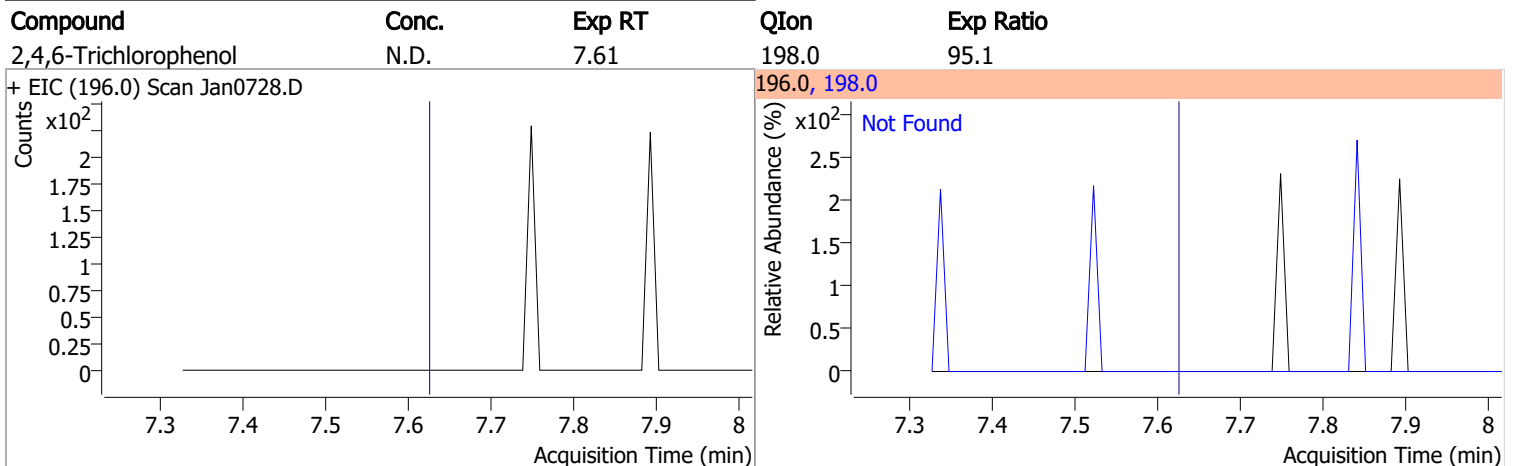 Compound Conc. Exp RT QIon Exp Ratio
2,4,6-Trichlorophenol N.D. 7.61 198.0 95.1
+ EIC (196.0) Scan Jan0728.D
Counts
x10²
2
1.75
1.5
1.25
1
0.75
0.5
0.25
0
7.3 7.4 7.5 7.6 7.7 7.8 7.9 8
Acquisition Time (min)
196.0, 198.0
Relative Abundance (%)
x10²
Not Found
2.5
2
1.5
1
0.5
0
7.3 7.4 7.5 7.6 7.7 7.8 7.9 8
Acquisition Time (min)